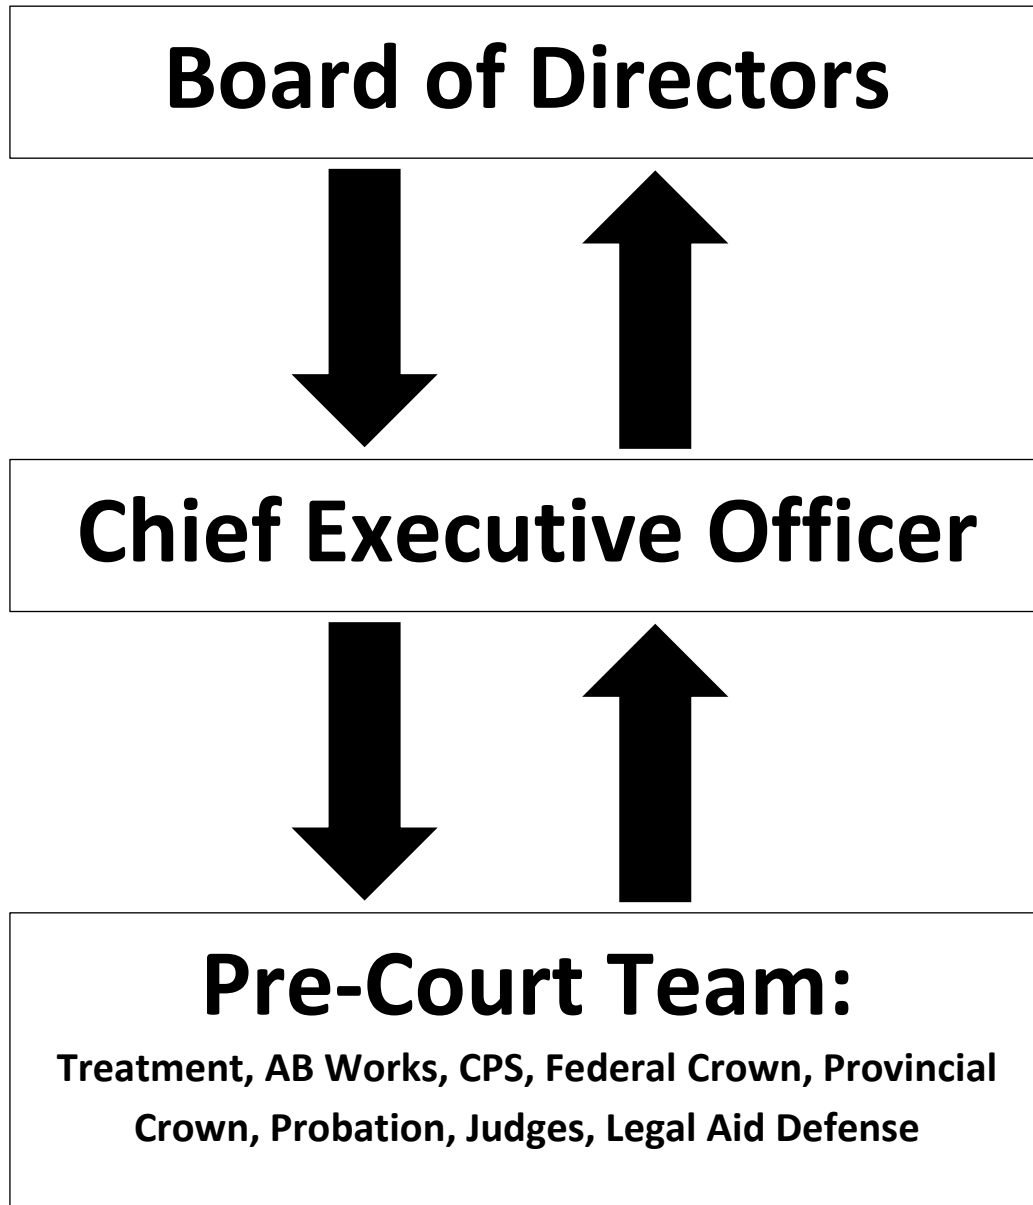 Board of Directors
Chief Executive Officer
Pre-Court Team:
Treatment, AB Works, CPS, Federal Crown, Provincial
Crown, Probation, Judges, Legal Aid Defense